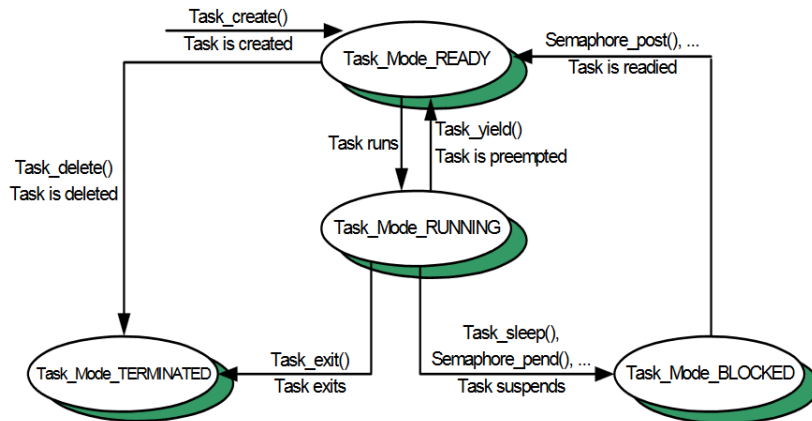 Task_create()
Task is created
Task_Mode_READY
Semaphore_post(), ...
Task is readied
Task_yield()
Task runs
Task is preempted
Task_delete()
Task is deleted
Task_Mode_RUNNING
Task_exit()
Task exits
Task_sleep(),
Semaphore_pend(), ...
Task suspends
Task_Mode_TERMINATED
Task_Mode_BLOCKED